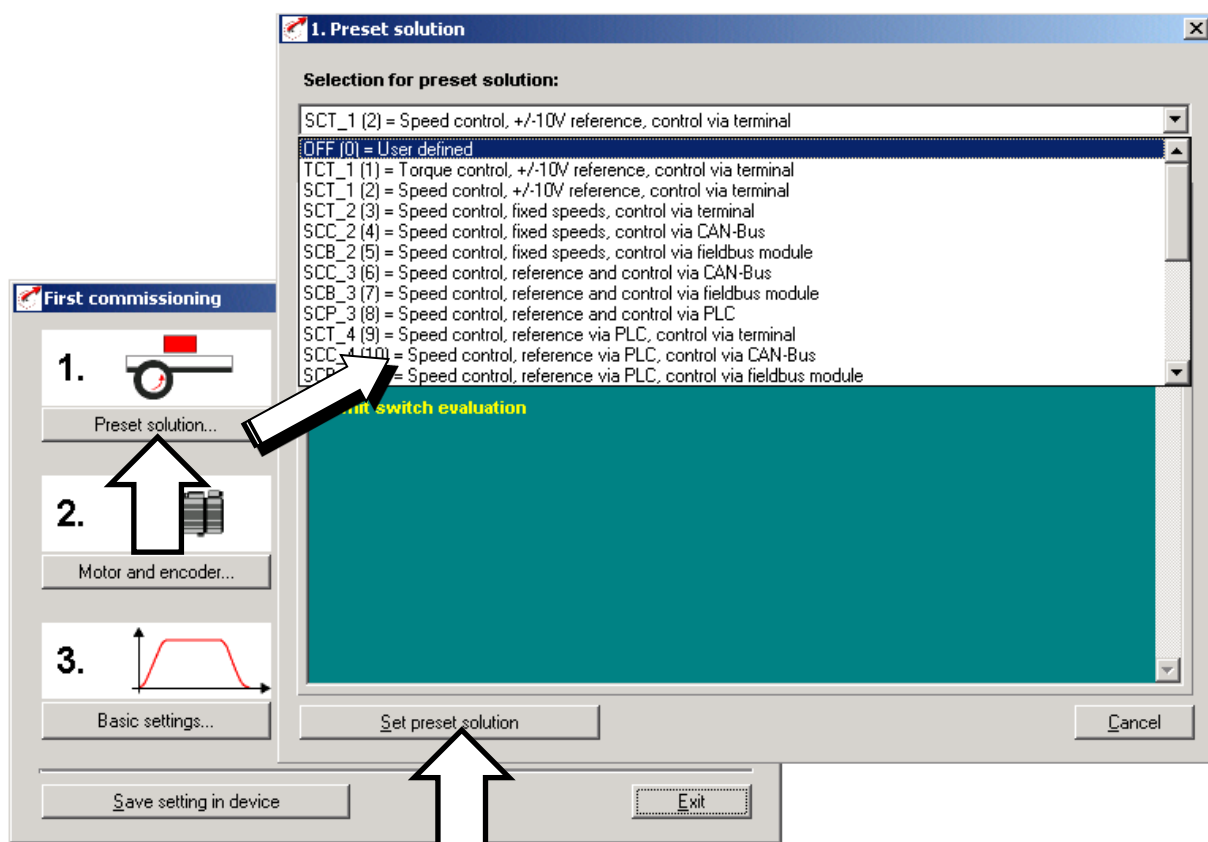 1. Preset solution
Selection for preset solution:
SCT_1 (2) = Speed control, +/-10V reference, control via terminal
OFF (0) = User defined
TCT_1 (1) = Torque control, +/-10V reference, control via terminal
SCT_1 (2) = Speed control, +/-10V reference, control via terminal
SCT_2 (3) = Speed control, fixed speeds, control via terminal
SCC_2 (4) = Speed control, fixed speeds, control via CAN-Bus
SCB_2 (5) = Speed control, fixed speeds, control via fieldbus module
SCC_3 (6) = Speed control, reference and control via CAN-Bus
SCB_3 (7) = Speed control, reference and control via fieldbus module
SCP_3 (8) = Speed control, reference and control via PLC
SCT_4 (9) = Speed control, reference via PLC, control via terminal
SCC_4 (10) = Speed control, reference via PLC, control via CAN-Bus
= Speed control, reference via PLC, control via fieldbus module
switch evaluation
Set preset solution
Cancel
First commissioning
1.
Preset solution...
2.
Motor and encoder...
3.
Basic settings...
Save setting in device
Exit